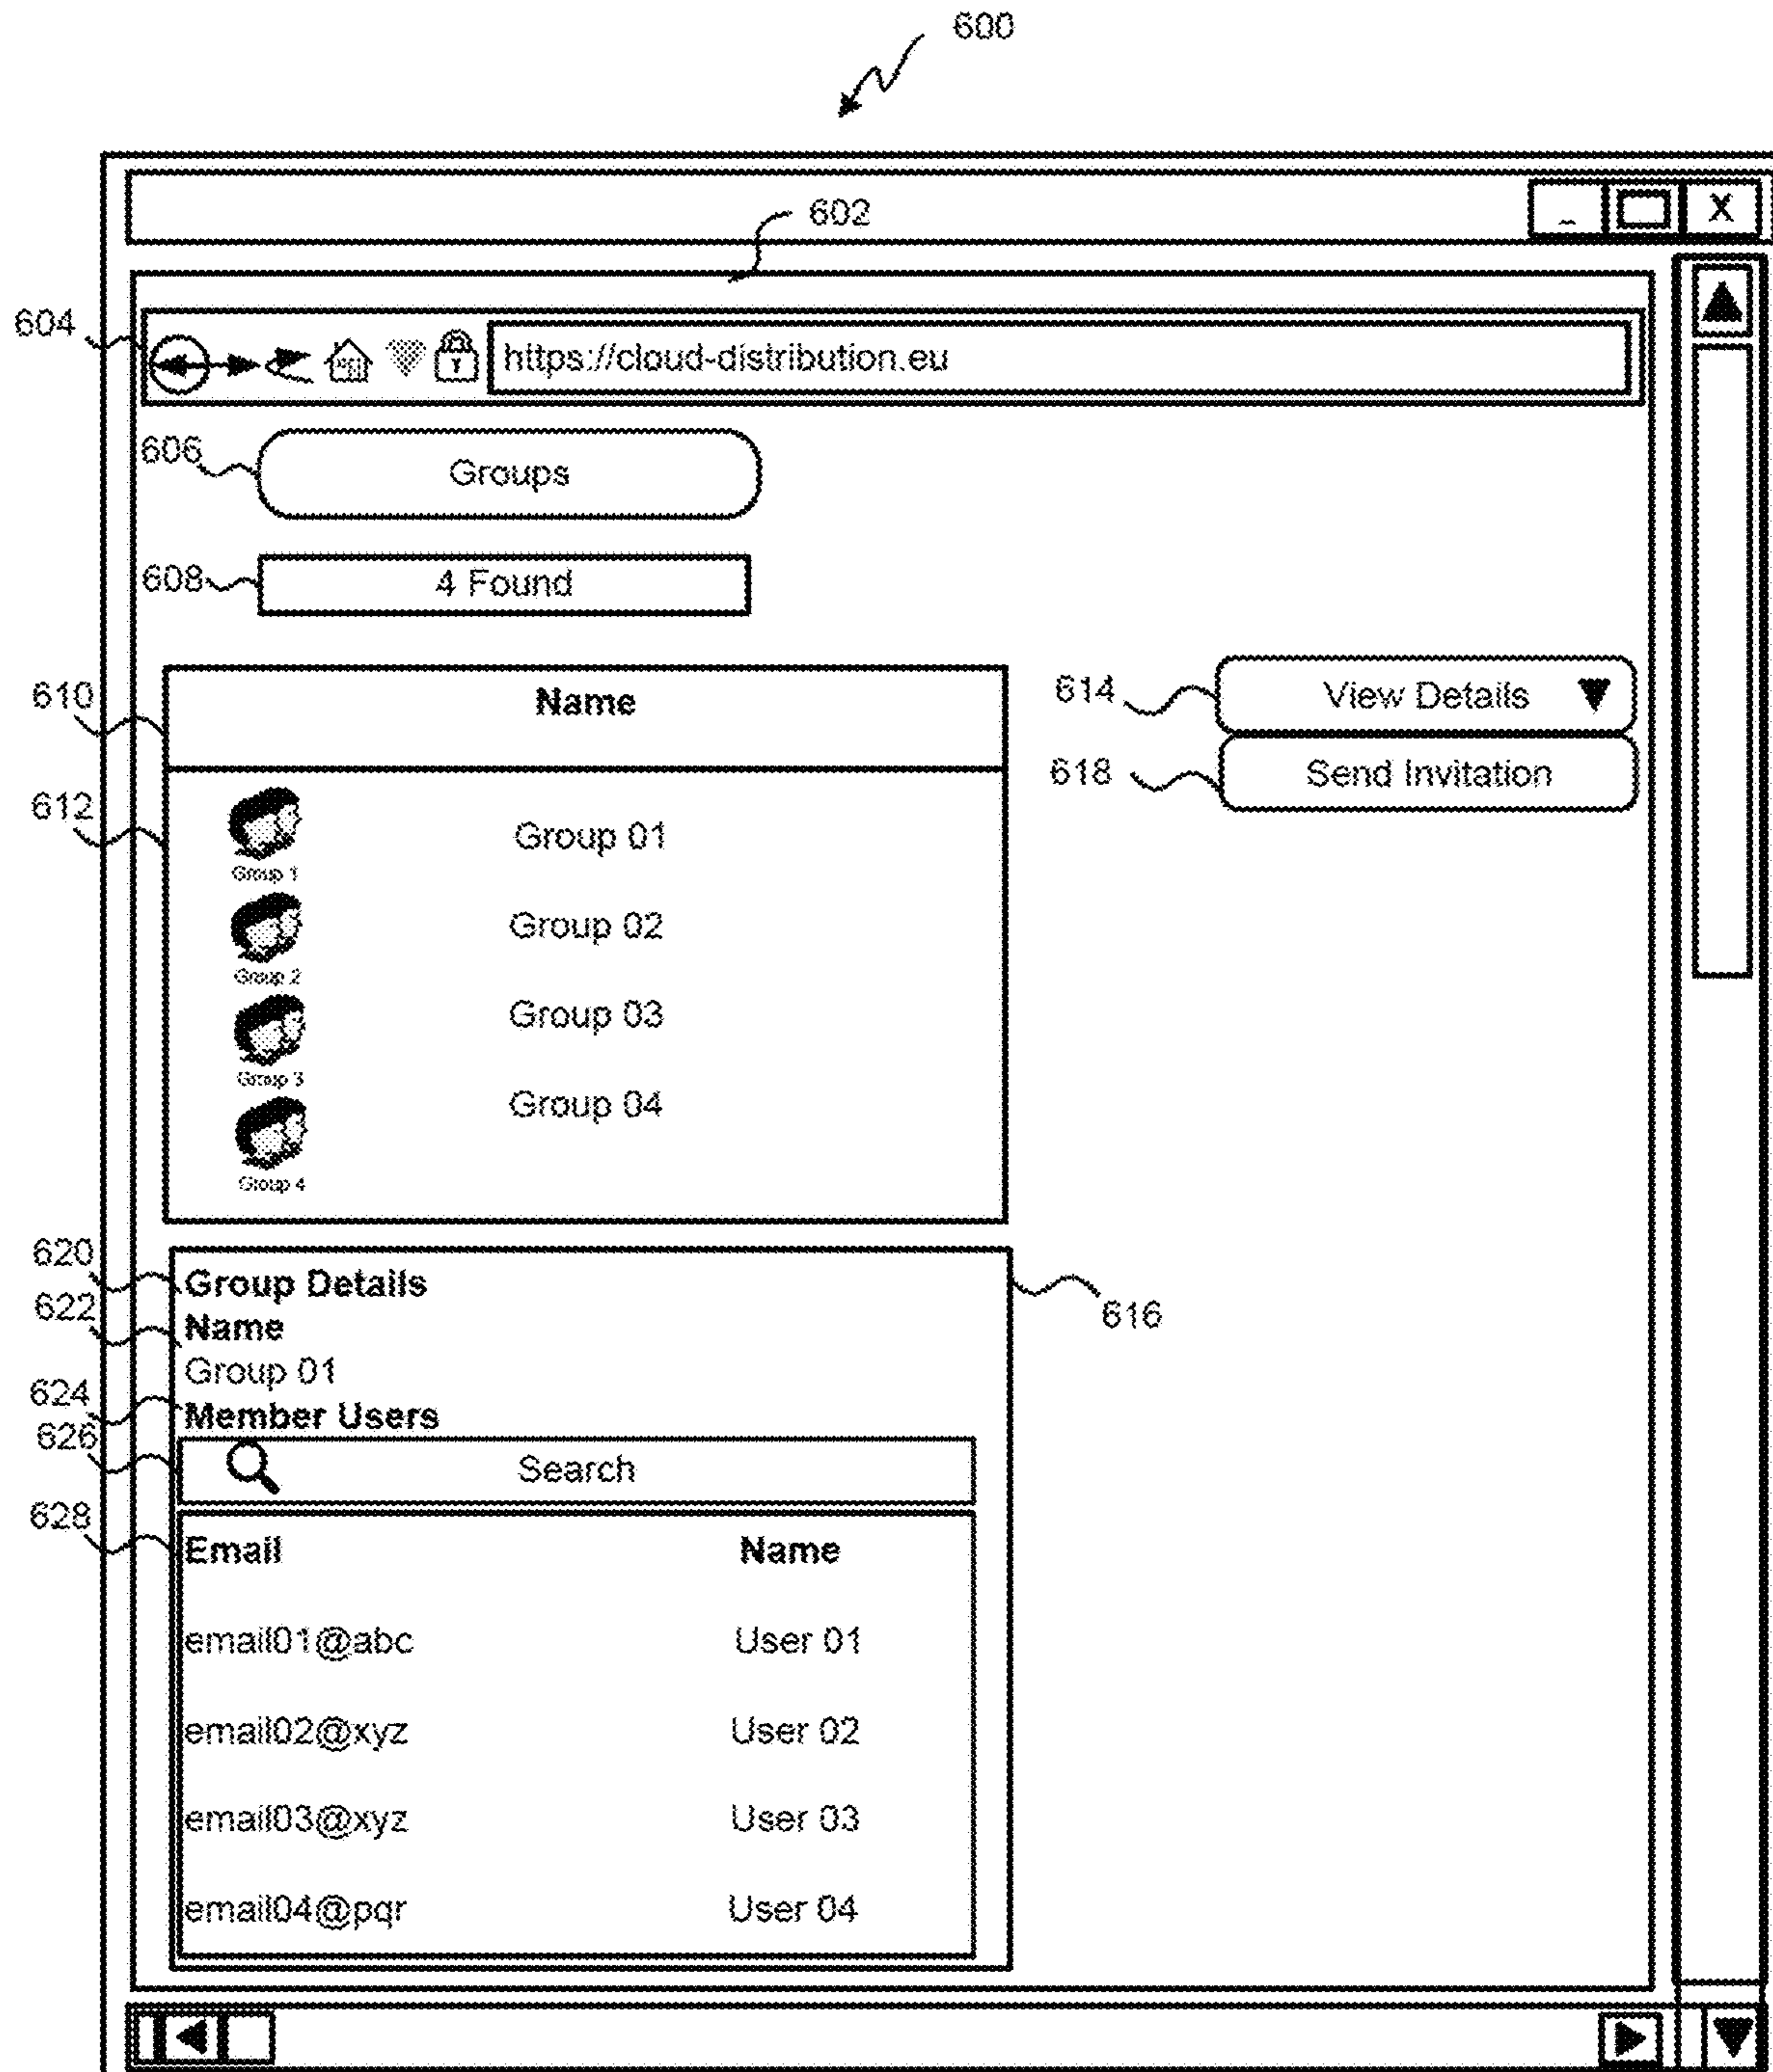 600
602
_ X
604
https://cloud-distribution.eu
606
Groups
608
4 Found
610
Name
614
View Details
618
Send Invitation
612
Group 1
Group 01
Group 2
Group 02
Group 3
Group 03
Group 4
Group 04
620
Group Details
616
622
Name
Group 01
624
Member Users
626
Search
628
Email Name
email01@abc User 01
email02@xyz User 02
email03@xyz User 03
email04@pqr User 04